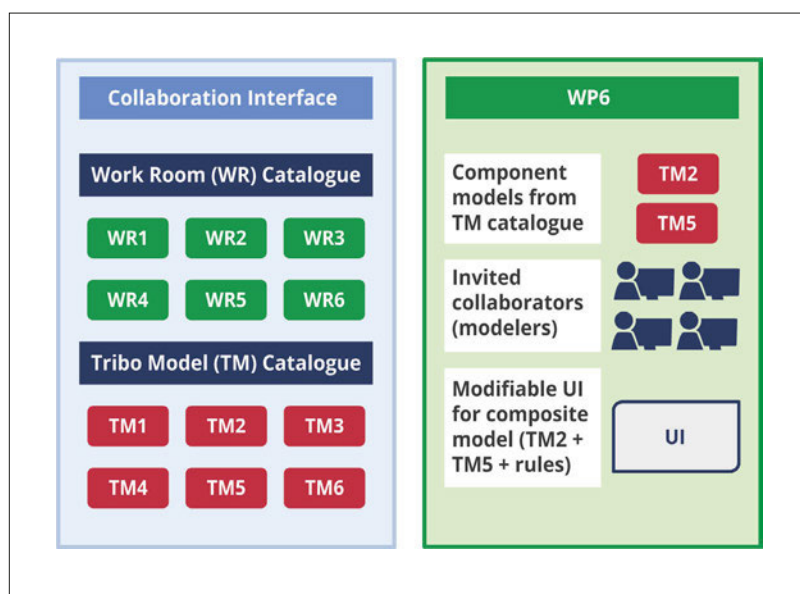 Collaboration Interface
Work Room (WR) Catalogue
WR1 WR2 WR3
WR4 WR5 WR6
Tribo Model (TM) Catalogue
TM1 TM2 TM3
TM4 TM5 TM6
WP6
Component
models from
TM catalogue
TM2
TM5
Invited
collaborators
(modelers)
Modifiable UI
for composite
model (TM2 +
TM5 + rules)
UI